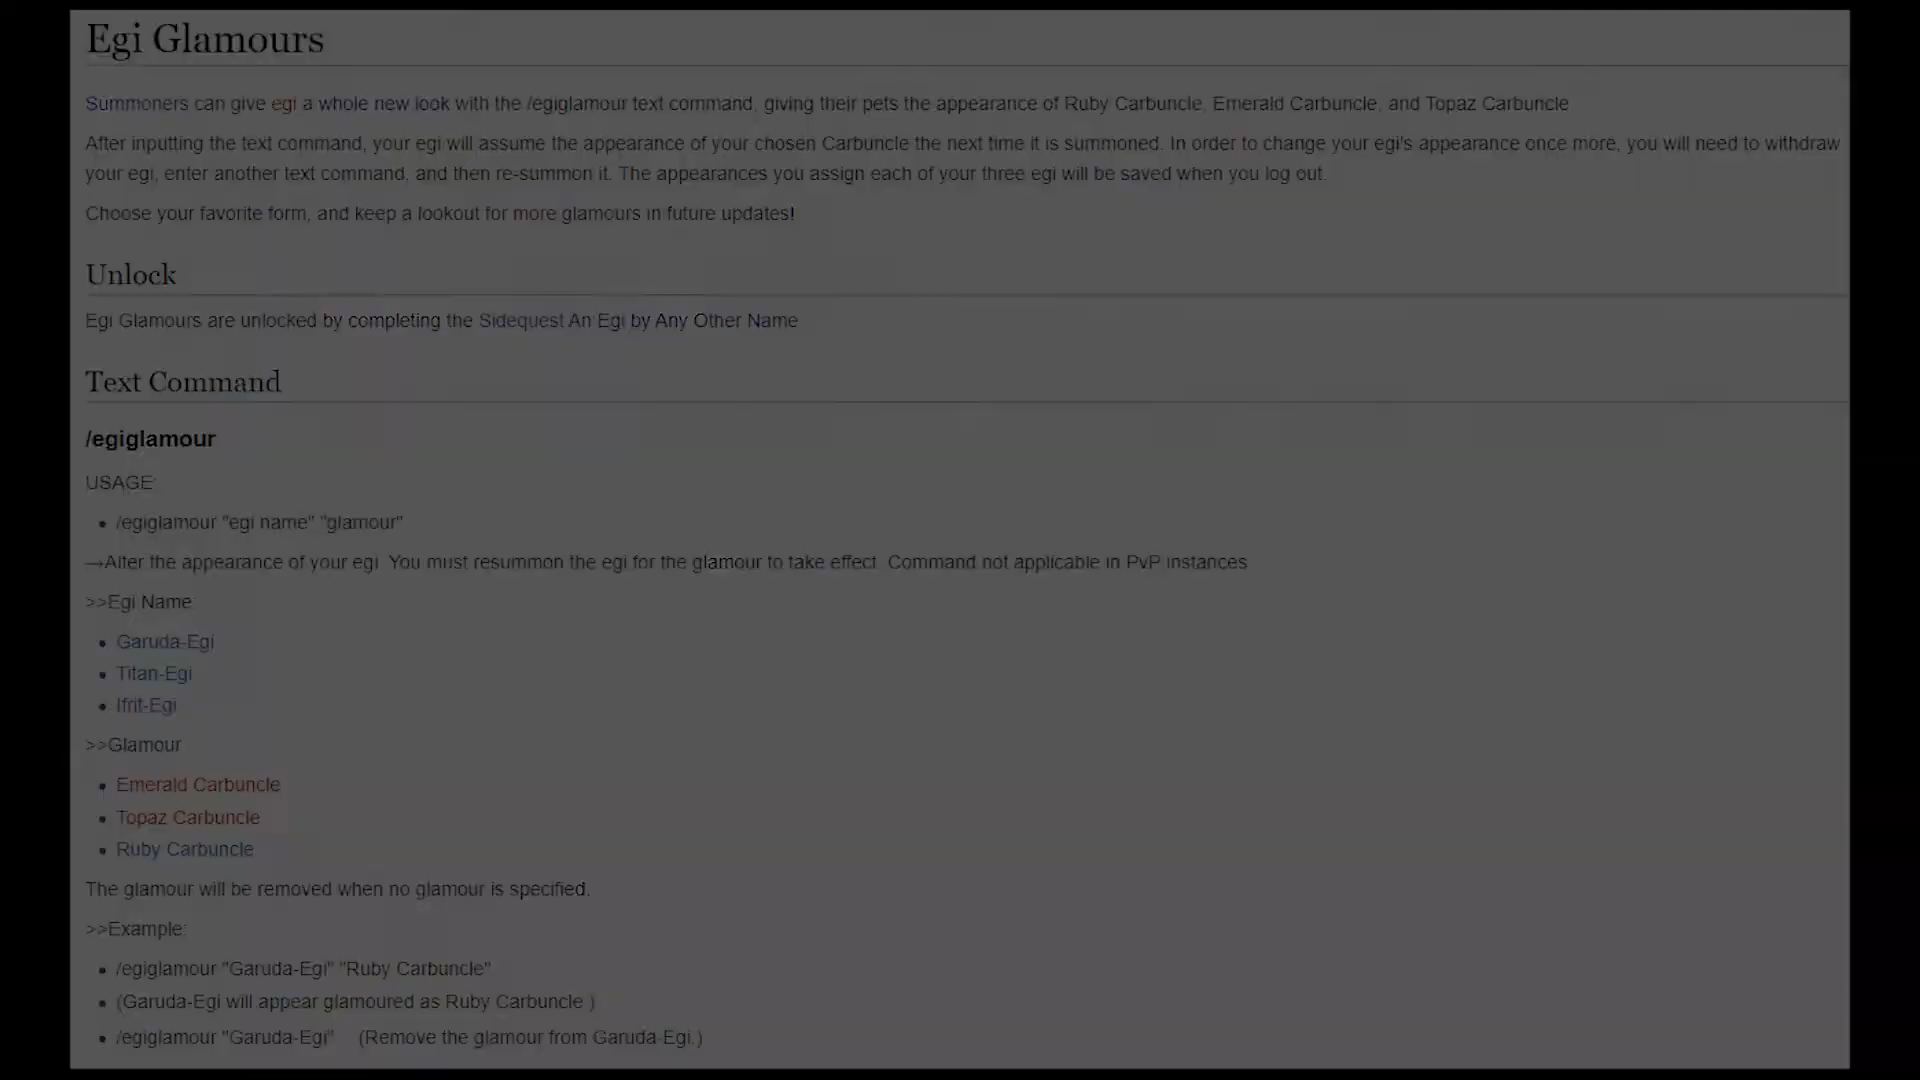 Egi Glamours
Summoners can give egi a whole new look with the /egiglamour text command, giving their pets the appearance of Ruby Carbuncle, Emerald Carbuncle, and Topaz Carbuncle
After inputting the text command, your egi will assume the appearance of your chosen Carbuncle the next time it is summoned. In order to change your egi's appearance once more, you will need to withdraw
your egi, enter another text command, and then re-summon it. The appearances you assign each of your three egi will be saved when you log out.
Choose your favorite form, and keep a lookout for more glamours in future updates!
Unlock
Egi Glamours are unlocked by completing the Sidequest An Egi by Any Other Name
Text Command
/egiglamour
USAGE:
• /egiglamour "egi name" "glamour"
→Alter the appearance of your egi. You must resummon the egi for the glamour to take effect. Command not applicable in PvP instances
>>Egi Name:
• Garuda-Egi
• Titan-Egi
• Ifrit-Egi
>>Glamour
• Emerald Carbuncle
• Topaz Carbuncle
• Ruby Carbuncle
The glamour will be removed when no glamour is specified.
>>Example:
• /egiglamour "Garuda-Egi" "Ruby Carbuncle"
• (Garuda-Egi will appear glamoured as Ruby Carbuncle )
• /egiglamour "Garuda-Egi" (Remove the glamour from Garuda Egi.)